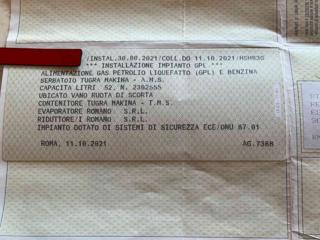 /INSTAL.30.08.2021/COLL.DO 11.10.2021/
*** INSTALLAZIONE IMPIANTO GPL ***
ALIMENTAZIONE GAS PETROLIO LIQUEFATTO (GPL) E BENZINA
SERBATOIO TUGRA MAKINA - A.M.S.
CAPACITA LITRI 52, N. 2382555
UBICATO VANO RUOTA DI SCORTA
CONTENITORE TUGRA MAKINA - T.M.S.
EVAPORATORE ROMANO S.R.L.
RIDUTTORE/I ROMANO S.R.L.
IMPIANTO DOTATO DI SISTEMI DI SICUREZZA ECE/ONU 67.01
ROMA, 11.10.2021 AG.7388